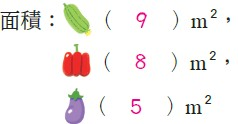 面積：（ 9 ）m²，
（ 8 ）m²，
（ 5 ）m²